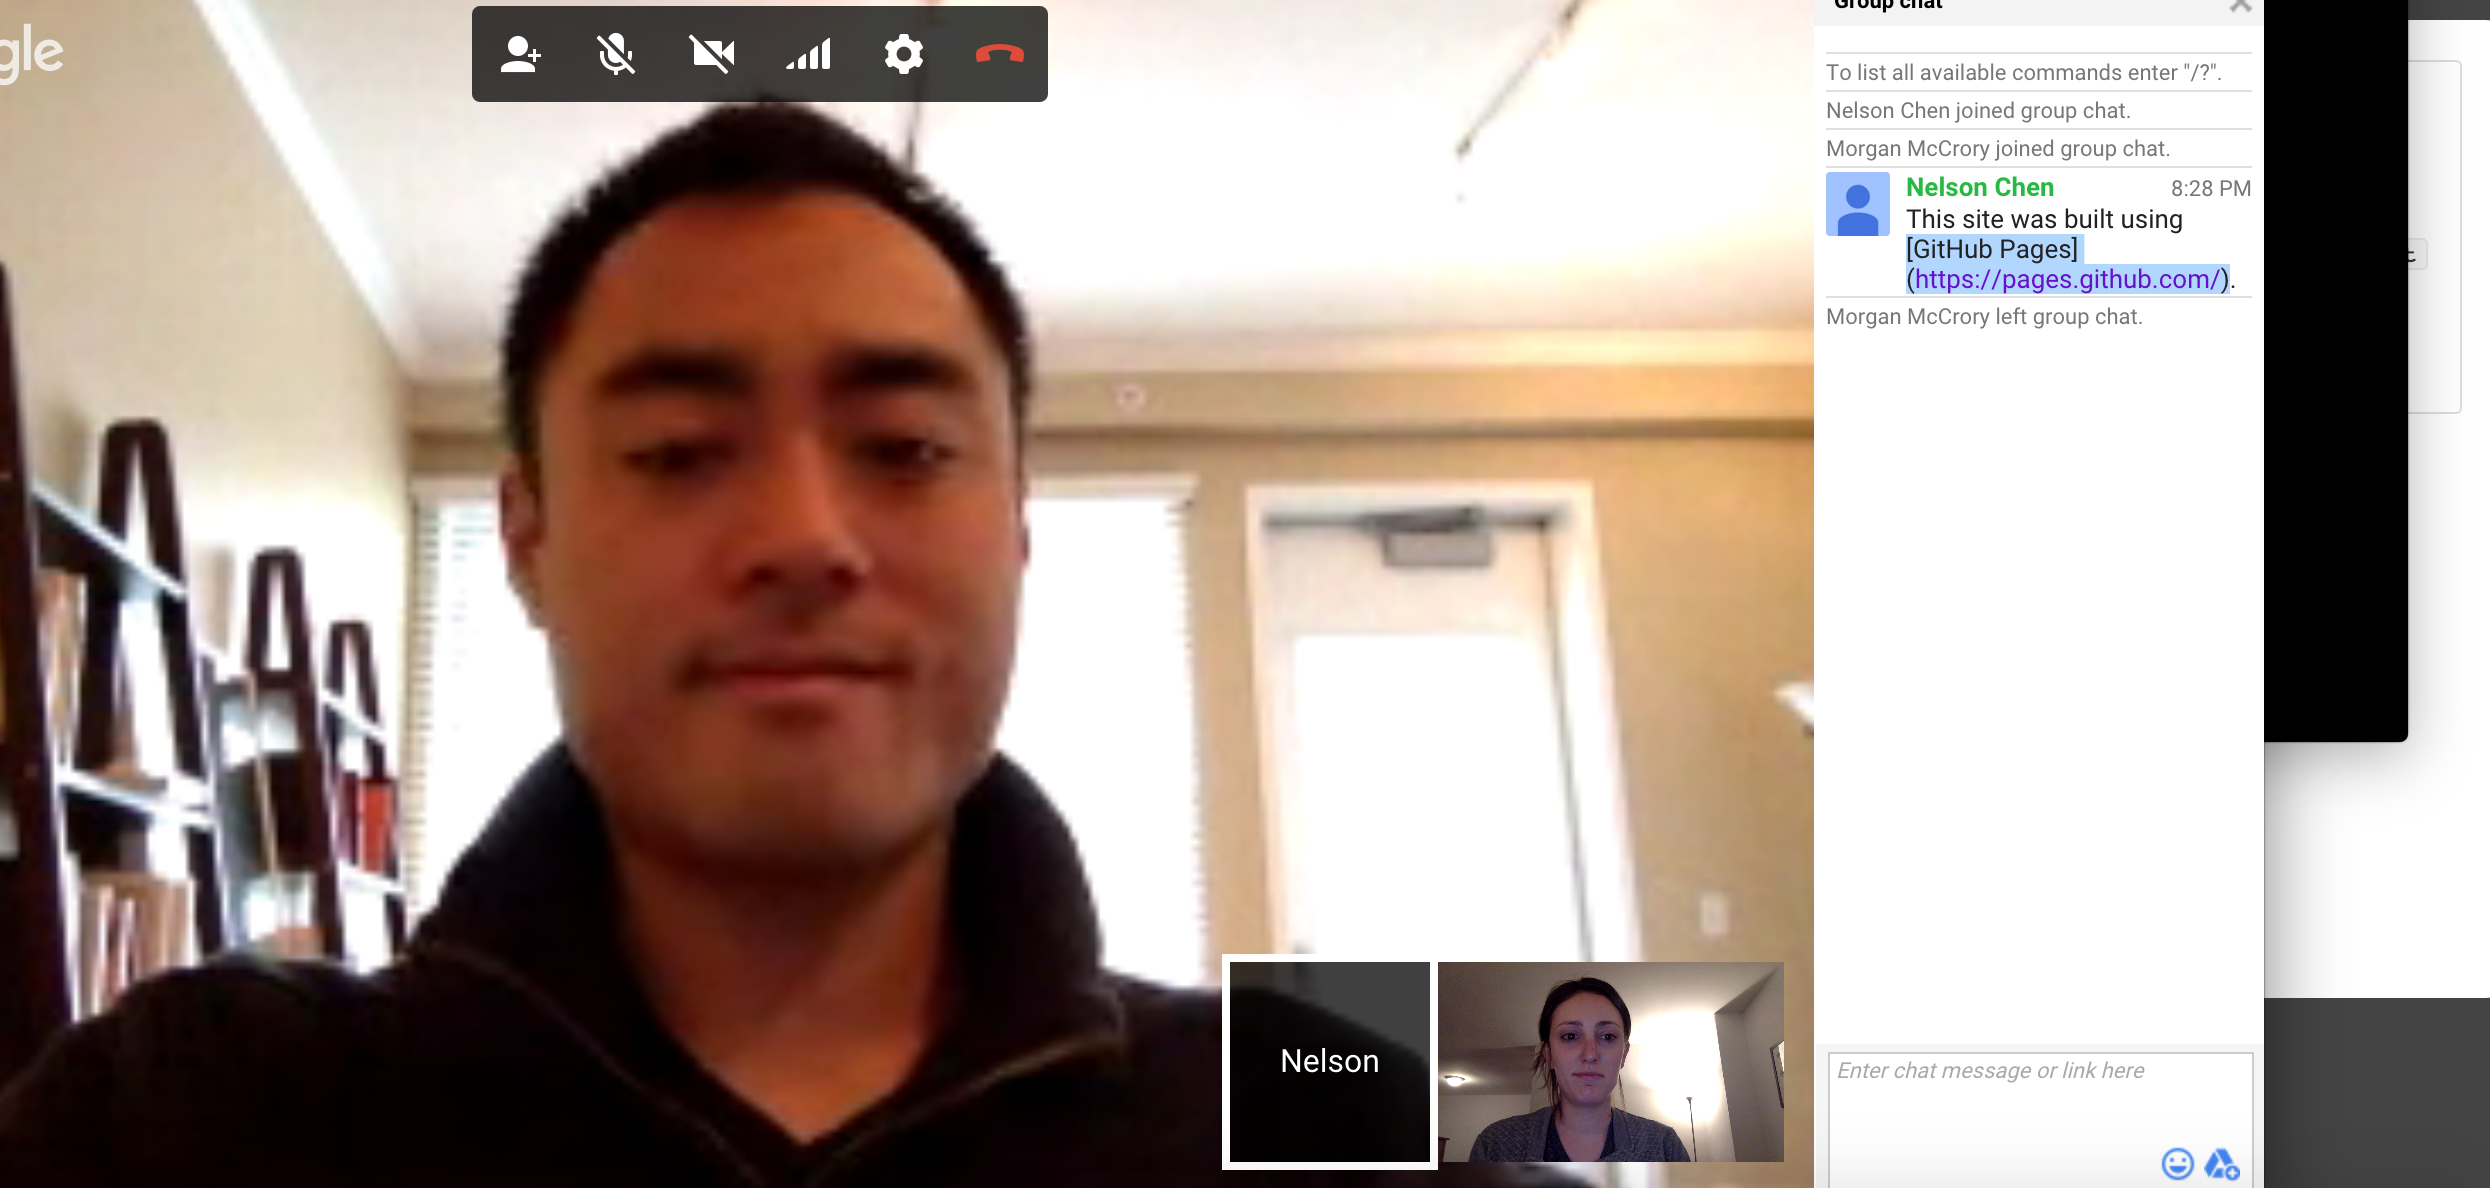 gle
Group chat
To list all available commands enter "/?".
Nelson Chen joined group chat.
Morgan McCrory joined group chat.
Nelson Chen 8:28 PM
This site was built using
[GitHub Pages]
(https://pages.github.com/).
Morgan McCrory left group chat.
Nelson
Enter chat message or link here